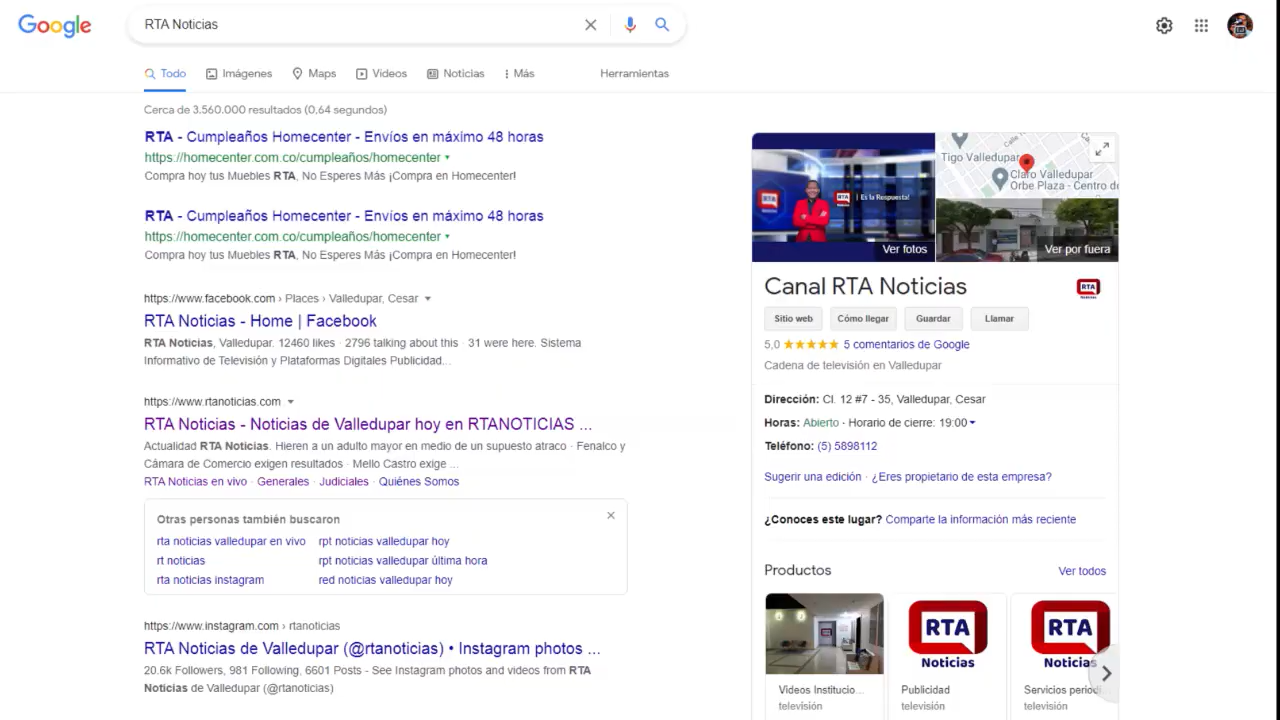 Google
RTA Noticias
Todo
Imágenes
Maps
Videos
Noticias
Más
Herramientas
Cerca de 3.560.000 resultados (0,64 segundos)
RTA - Cumpleaños Homecenter - Envíos en máximo 48 horas
https://homecenter.com.co/cumpleaños/homecenter
Compra hoy tus Muebles RTA, No Esperes Más ¡Compra en Homecenter!
RTA - Cumpleaños Homecenter - Envíos en máximo 48 horas
https://homecenter.com.co/cumpleaños/homecenter
Compra hoy tus Muebles RTA, No Esperes Más ¡Compra en Homecenter!
https://www.facebook.com › Places › Valledupar, Cesar
RTA Noticias - Home | Facebook
RTA Noticias, Valledupar. 12460 likes · 2796 talking about this · 31 were here. Sistema
Informativo de Televisión y Plataformas Digitales Publicidad...
https://www.rtanoticias.com
RTA Noticias - Noticias de Valledupar hoy en RTANOTICIAS ...
Actualidad RTA Noticias. Hieren a un adulto mayor en medio de un supuesto atraco · Fenalco y
Cámara de Comercio exigen resultados · Mello Castro exige ...
RTA Noticias en vivo · Generales · Judiciales · Quiénes Somos
Otras personas también buscaron
rta noticias valledupar en vivo
rpt noticias valledupar hoy
rt noticias
rpt noticias valledupar última hora
rta noticias instagram
red noticias valledupar hoy
https://www.instagram.com › rtanoticias
RTA Noticias de Valledupar (@rtanoticias) • Instagram photos ...
20.6k Followers, 981 Following, 6601 Posts - See Instagram photos and videos from RTA
Noticias de Valledupar (@rtanoticias)
RTA
RTA | Es la Respuesta!
Ver fotos
Calle
Tigo Valledupar
Claro Valledupar
Orbe Plaza - Centro de
Ver por fuera
Canal RTA Noticias
RTA
Noticias
Sitio web
Cómo llegar
Guardar
Llamar
5,0 ★★★★★ 5 comentarios de Google
Cadena de televisión en Valledupar
Dirección: Cl. 12 #7 - 35, Valledupar, Cesar
Horas: Abierto · Horario de cierre: 19:00
Teléfono: (5) 5898112
Sugerir una edición · ¿Eres propietario de esta empresa?
¿Conoces este lugar? Comparte la información más reciente
Productos
Ver todos
RTA
Noticias
RTA
Noticias
Videos Institucio...
televisión
Publicidad
televisión
Servicios periodí...
televisión